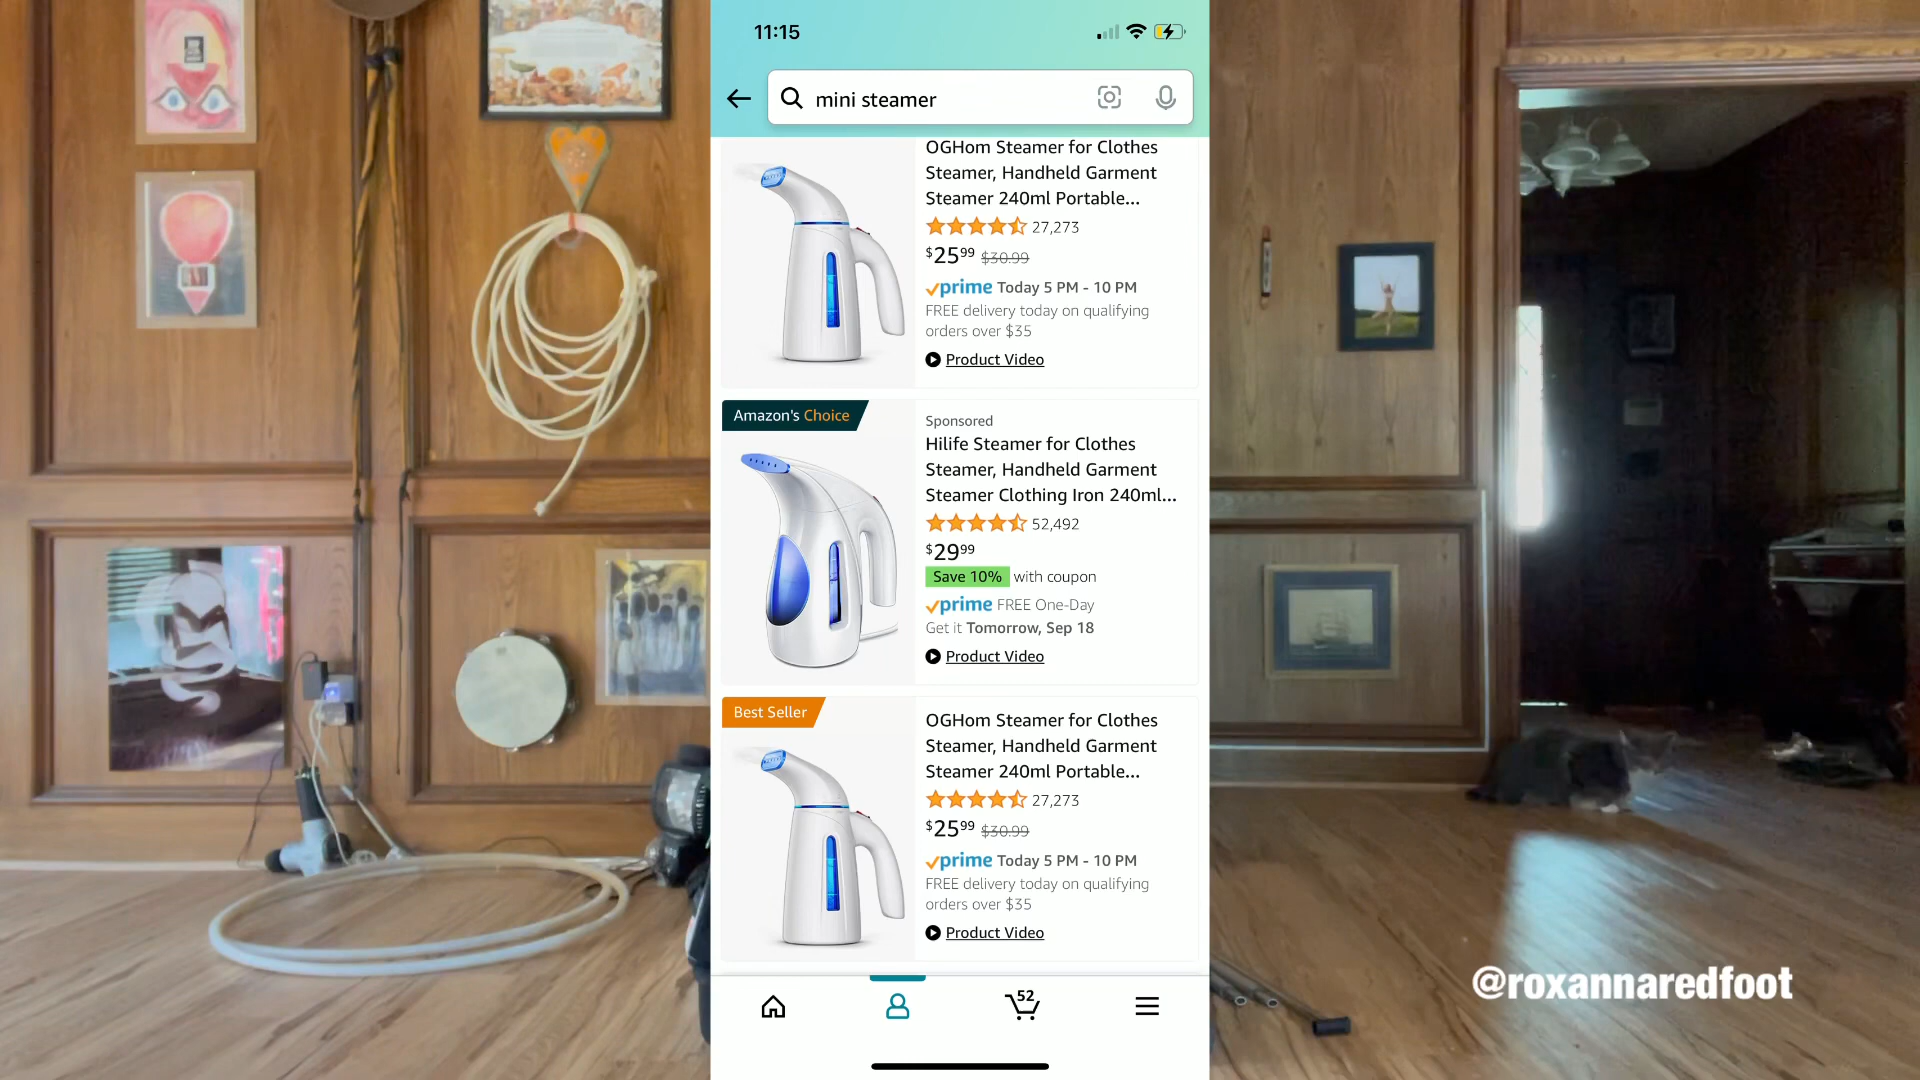 11:15
mini steamer
OGHom Steamer for Clothes
Steamer, Handheld Garment
Steamer 240ml Portable...
27,273
$25.99 $30.99
prime Today 5 PM - 10 PM
FREE delivery today on qualifying
orders over $35
Product Video
Amazon's Choice
Sponsored
Hilife Steamer for Clothes
Steamer, Handheld Garment
Steamer Clothing Iron 240ml...
52,492
$29.99
Save 10% with coupon
prime FREE One-Day
Get it Tomorrow, Sep 18
Product Video
Best Seller
OGHom Steamer for Clothes
Steamer, Handheld Garment
Steamer 240ml Portable...
27,273
$25.99 $30.99
prime Today 5 PM - 10 PM
FREE delivery today on qualifying
orders over $35
Product Video
52
@roxannaredfoot